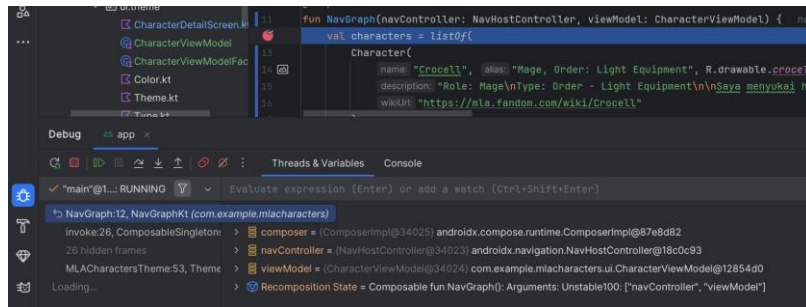 ui.theme
CharacterDetailScreen.k
CharacterViewModel
CharacterViewModelFac
Color.kt
Theme.kt
Type.kt
11 fun NavGraph(navController: NavHostController, viewModel: CharacterViewModel) {
val characters = listOf(
13 Character(
14 name: "Crocell", alias: "Mage, Order: Light Equipment", R.drawable.crocel
15 description: "Role: Mage\nType: Order - Light Equipment\n\nSaya menyukai h
16 wikiUrl: "https://mla.fandom.com/wiki/Crocell"
Debug app
Threads & Variables Console
"main"@1...: RUNNING Evaluate expression (Enter) or add a watch (Ctrl+Shift+Enter)
NavGraph:12, NavGraphKt (com.example.mlacharacters)
invoke:26, ComposableSingleton
26 hidden frames
MLACharactersTheme:53, Theme
Loading...
composer = {ComposerImpl@34025} androidx.compose.runtime.ComposerImpl@87e8d82
navController = {NavHostController@34023} androidx.navigation.NavHostController@18c0c93
viewModel = {CharacterViewModel@34024} com.example.mlacharacters.ui.CharacterViewModel@12854d0
Recomposition State = Composable fun NavGraph(): Arguments: Unstable100: ["navController", "viewModel"]